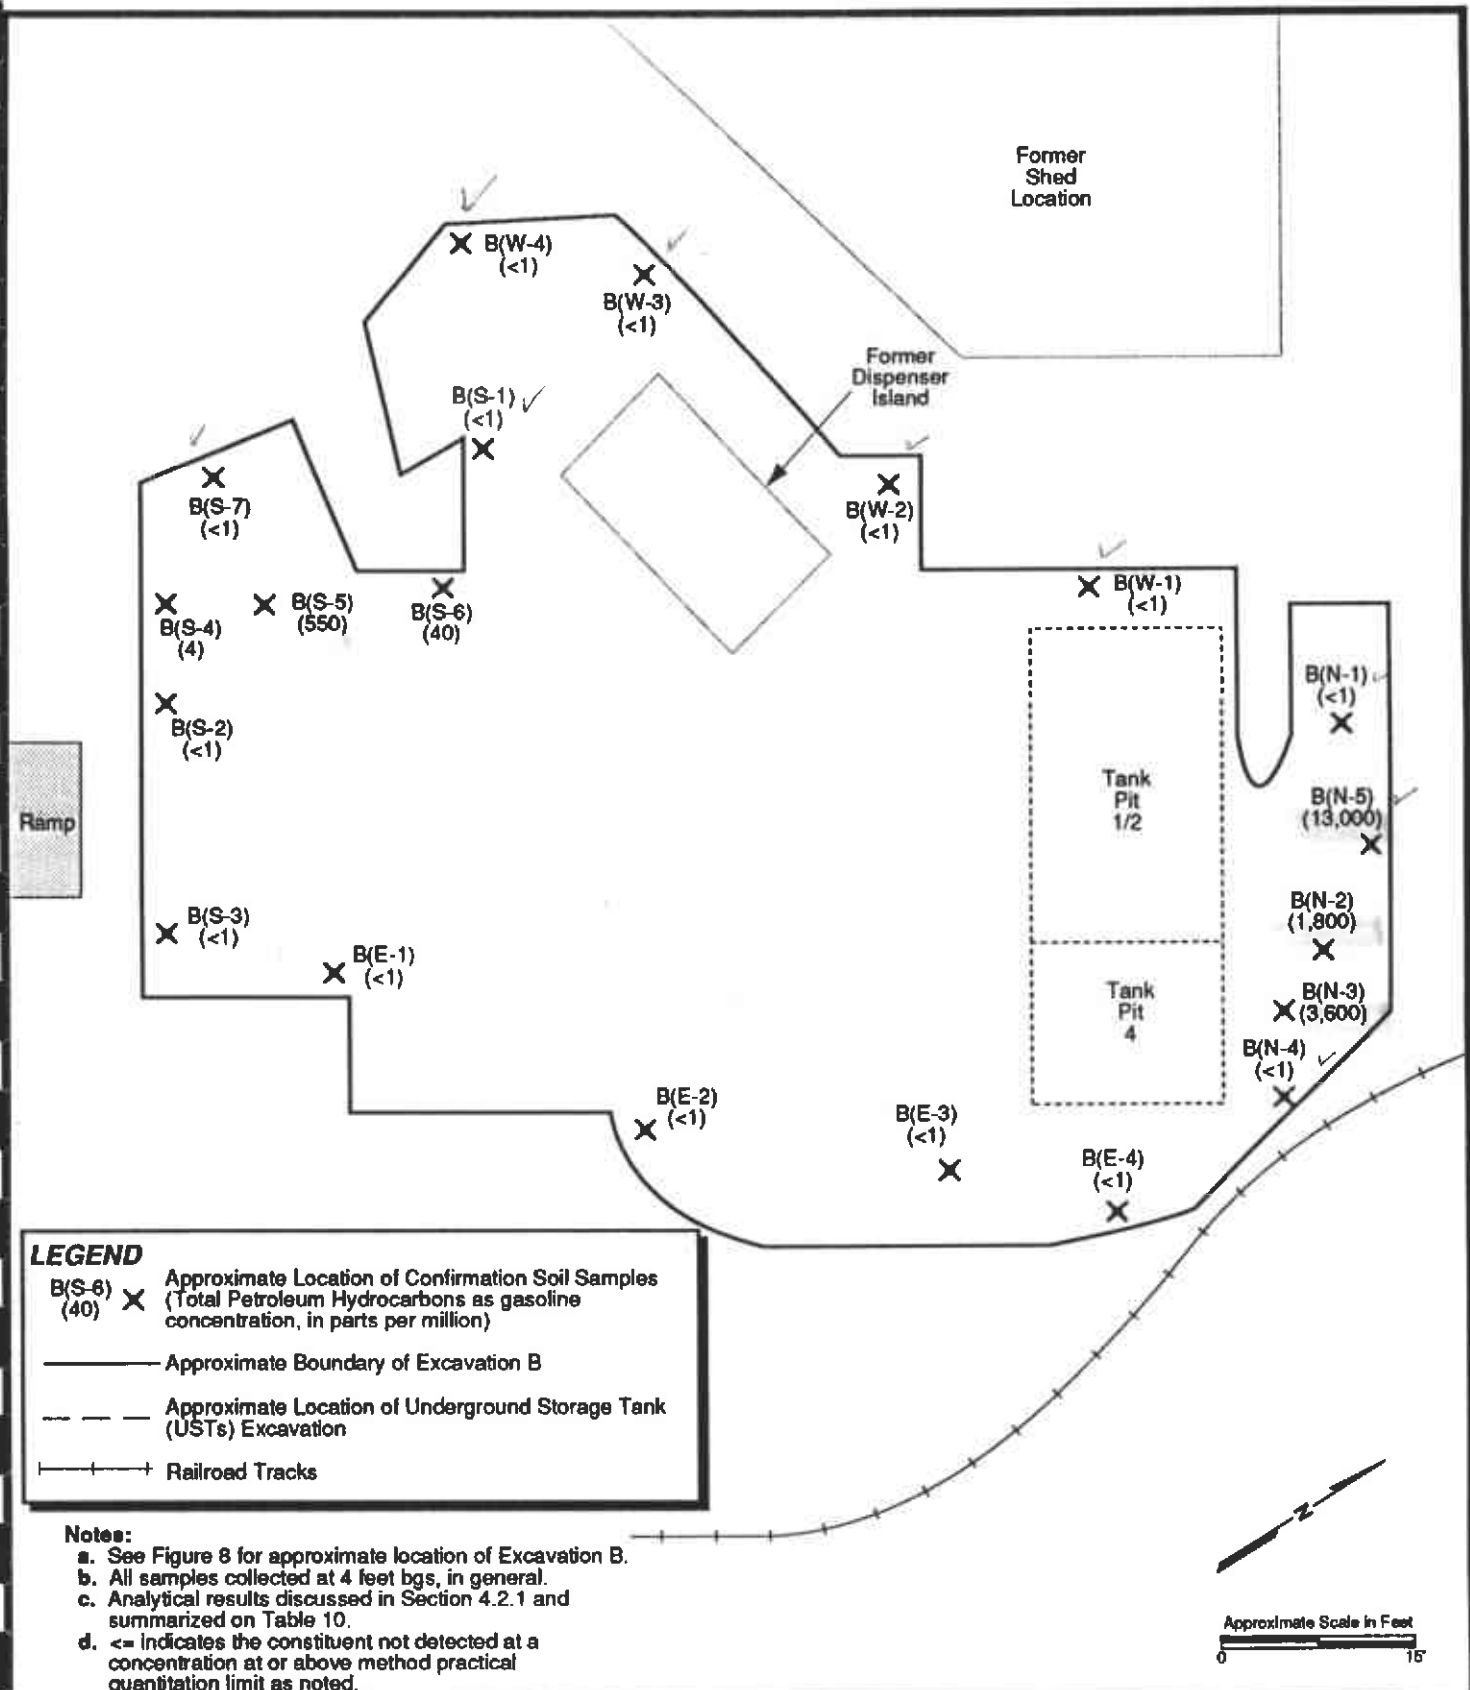 Former
Shed
Location
B(W-4)
(<1)
B(W-3)
(<1)
Former
Dispenser
Island
B(S-1)
(<1)
B(S-7)
(<1)
B(W-2)
(<1)
B(W-1)
(<1)
B(S-4)
(4)
B(S-5)
(550)
B(S-6)
(40)
B(N-1)
(<1)
B(S-2)
(<1)
Tank
Pit
1/2
B(N-5)
(13,000)
Ramp
B(N-2)
(1,800)
B(S-3)
(<1)
B(E-1)
(<1)
Tank
Pit
4
B(N-3)
(3,600)
B(N-4)
(<1)
B(E-2)
(<1)
B(E-3)
(<1)
B(E-4)
(<1)
LEGEND
B(S-6)
(40)
Approximate Location of Confirmation Soil Samples
(Total Petroleum Hydrocarbons as gasoline
concentration, in parts per million)
Approximate Boundary of Excavation B
Approximate Location of Underground Storage Tank
(USTs) Excavation
Railroad Tracks
Notes:
a. See Figure 8 for approximate location of Excavation B.
b. All samples collected at 4 feet bgs, in general.
c. Analytical results discussed in Section 4.2.1 and
summarized on Table 10.
d. <= indicates the constituent not detected at a
concentration at or above method practical
quantitation limit as noted.
N
Approximate Scale in Feet
0 15'